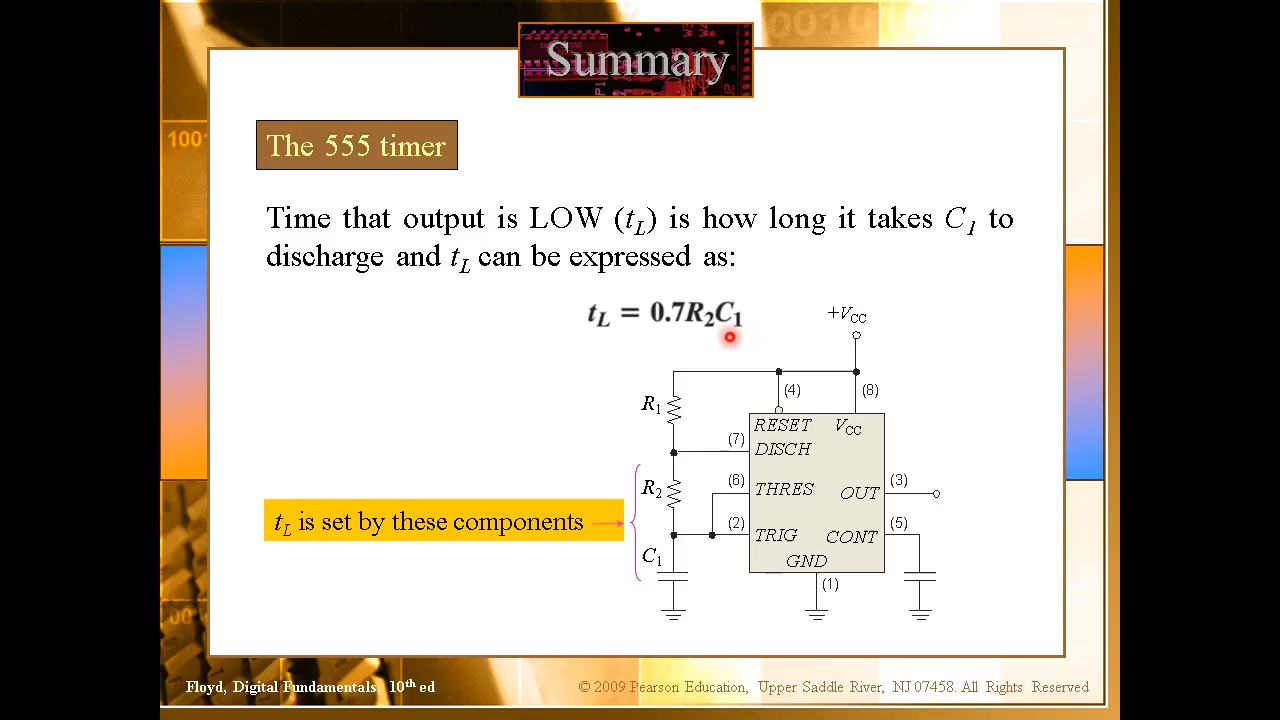 Summary
The 555 timer
Time that output is LOW (tL) is how long it takes C1 to
discharge and tL can be expressed as:
tL = 0.7R2C1
+VCC
(4)
(8)
R1
RESET
VCC
(7)
DISCH
(6)
R2
THRES
OUT
(3)
tL is set by these components
(2)
TRIG
CONT
(5)
C1
GND
(1)
Floyd, Digital Fundamentals, 10th ed
© 2009 Pearson Education, Upper Saddle River, NJ 07458. All Rights Reserved